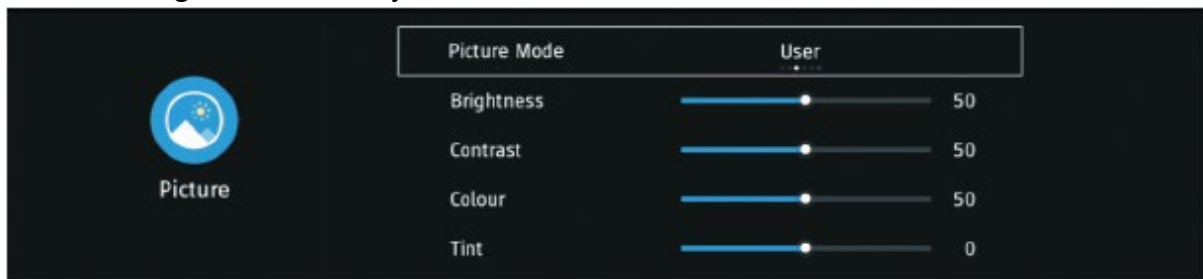 Picture Mode User
Brightness 50
Contrast 50
Picture
Colour 50
Tint 0